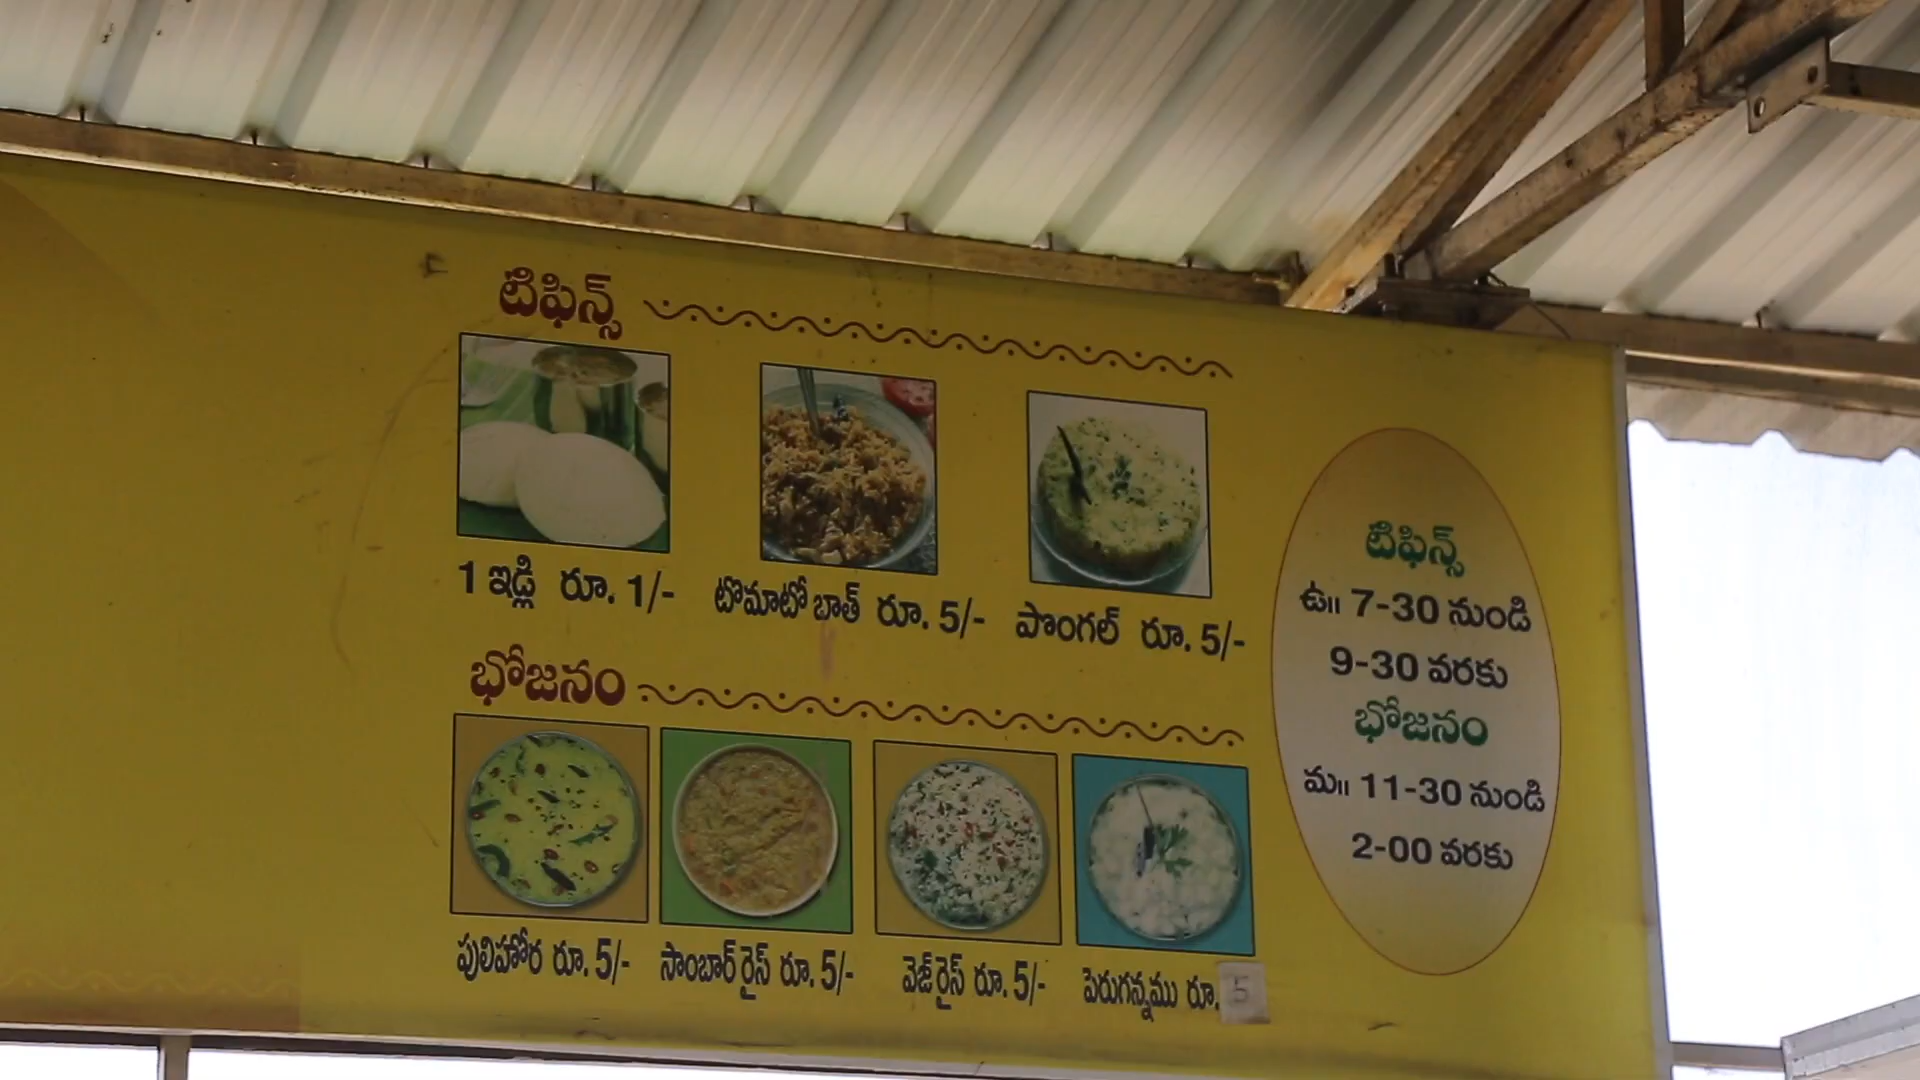 టిఫిన్స్
1 ఇడ్లి రూ. 1/- టొమాటో బాత్ రూ. 5/- పొంగల్ రూ. 5/-
భోజనం
పులిహోర రూ. 5/- సాంబార్ రైస్ రూ. 5/- వెజ్ రైస్ రూ. 5/- పెరుగన్నము రూ. 5
టిఫిన్స్
ఉ॥ 7-30 నుండి
9-30 వరకు
భోజనం
మ॥ 11-30 నుండి
2-00 వరకు